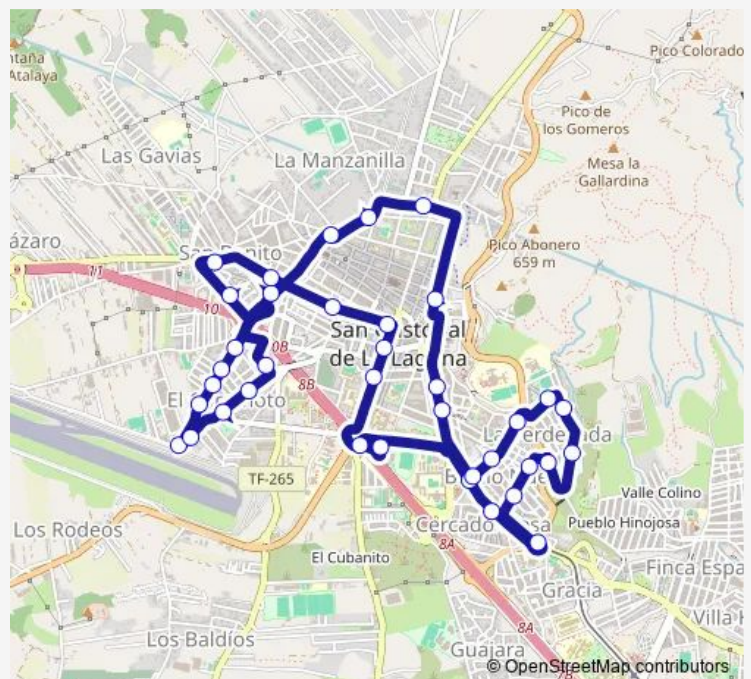 Pico Colorado
ntaña
Atalaya
Pico de
los Gomeros
Las Gavias
La Manzanilla
Mesa la
Gallardina
ázaro
San Benito
Pico Abonero
659 m
11
10
San Cristóbal
de La Laguna
0B
8B
El
oto
La Verdellada
TF-265
B
Valle Colino
Cercado
sa
Pueblo Hinojosa
Los Rodeos
8A
El Cubanito
Finca Espa
Gracia
Villa H
Los Baldíos
8A
Guajara
© OpenStreetMap contributors